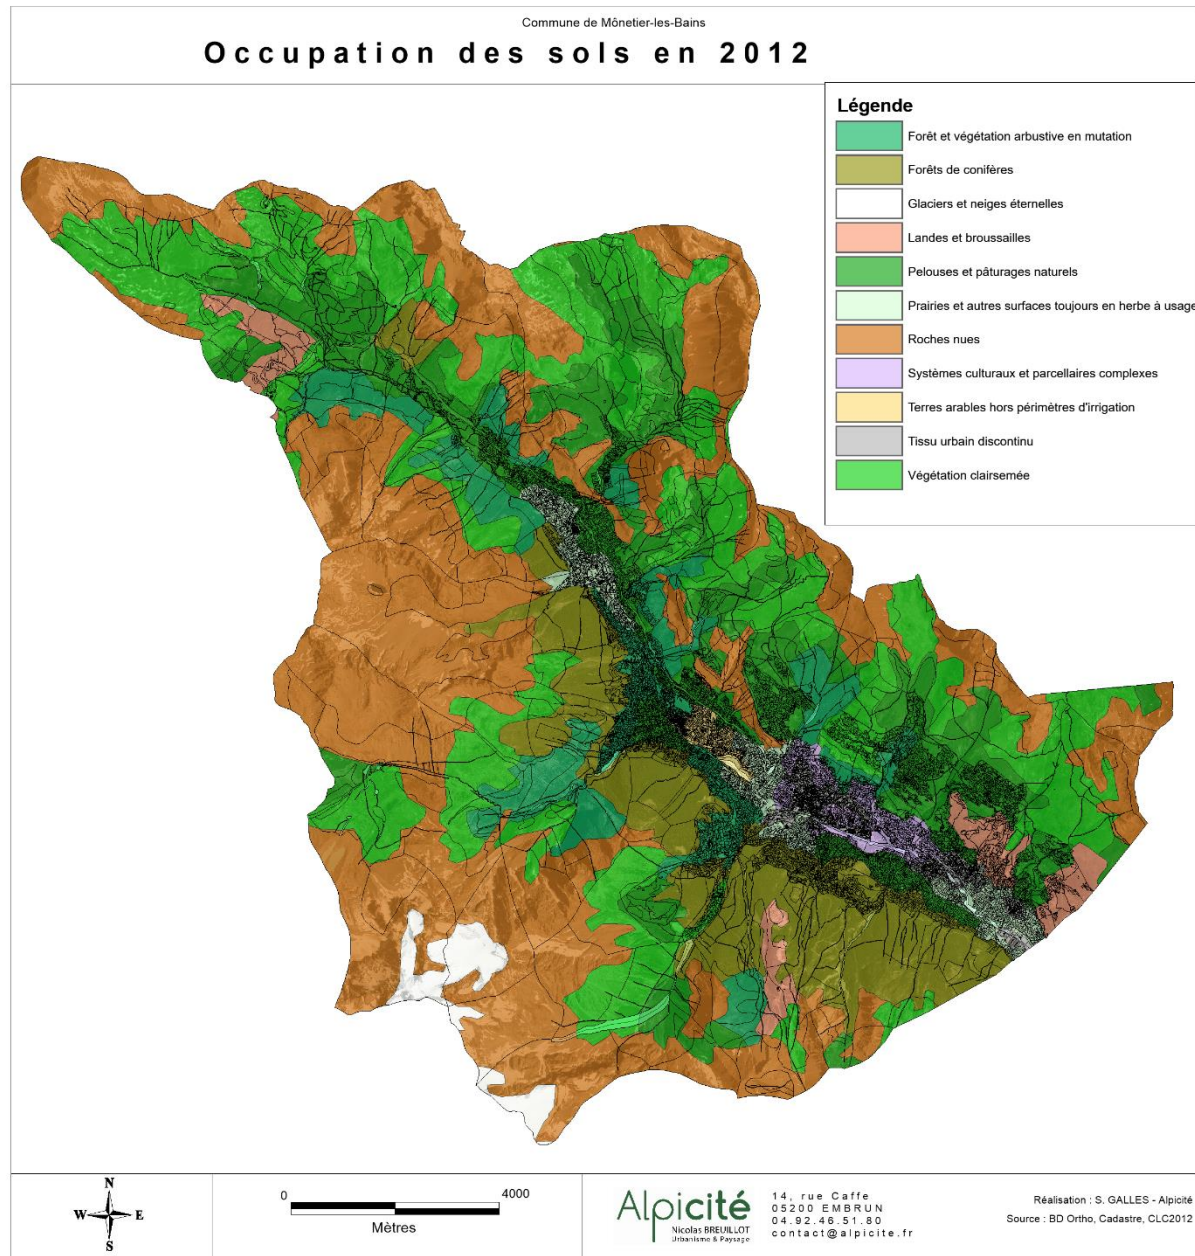 Commune de Mônetier-les-Bains
Occupation des sols en 2012
Légende
Forêt et végétation arbustive en mutation
Forêts de conifères
Glaciers et neiges éternelles
Landes et broussailles
Pelouses et pâturages naturels
Prairies et autres surfaces toujours en herbe à usage
Roches nues
Systèmes culturaux et parcellaires complexes
Terres arables hors périmètres d'irrigation
Tissu urbain discontinu
Végétation clairsemée
N
W E
S
0 4000
Mètres
Alpicité
Nicolas BREUILLOT
Urbanisme & Paysage
14, rue Caffe
05200 EMBRUN
04.92.46.51.80
contact@alpicite.fr
Réalisation : S. GALLES - Alpicité
Source : BD Ortho, Cadastre, CLC2012